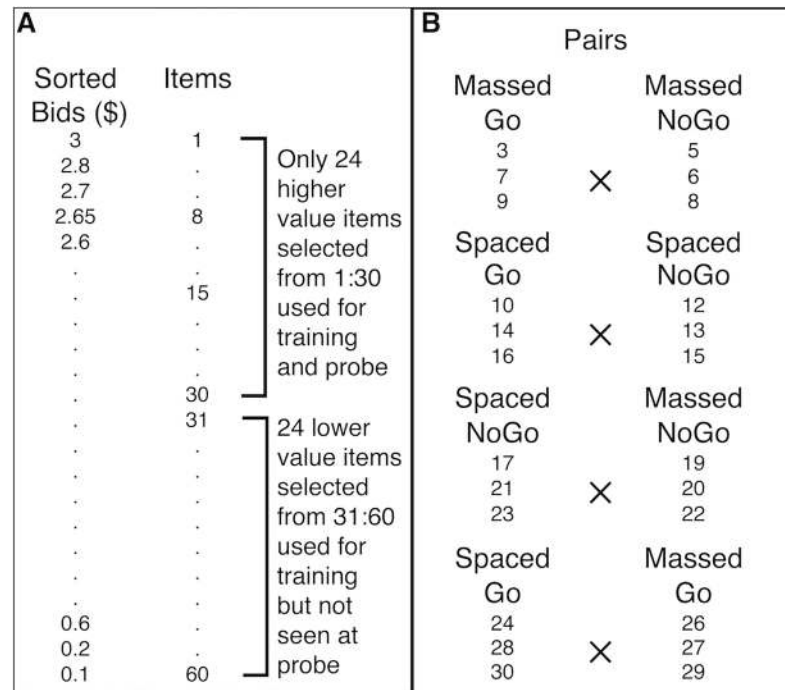 A
Sorted Items
Bids ($)
3 1
2.8 .
2.7 .
2.65 8
2.6 .
. .
. 15
. .
. .
. .
. 30
. 31
. .
. .
. .
. .
. .
. .
. .
0.6 .
0.2 .
0.1 60
Only 24
higher
value items
selected
from 1:30
used for
training
and probe
24 lower
value items
selected
from 31:60
used for
training
but not
seen at
probe
B
Pairs
Massed Massed
Go NoGo
3 5
7 × 6
9 8
Spaced Spaced
Go NoGo
10 12
14 × 13
16 15
Spaced Massed
NoGo NoGo
17 19
21 × 20
23 22
Spaced Massed
Go Go
24 26
28 × 27
30 29